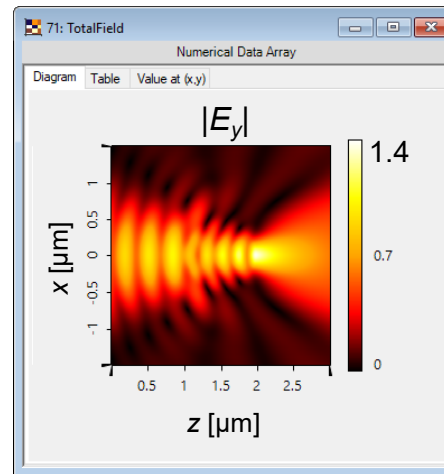 71: TotalField
Numerical Data Array
Diagram Table Value at (x,y)
|E_y|
1.4
0.7
0
x [µm]
1
0.5
0
-0.5
-1
0.5 1 1.5 2 2.5
z [µm]